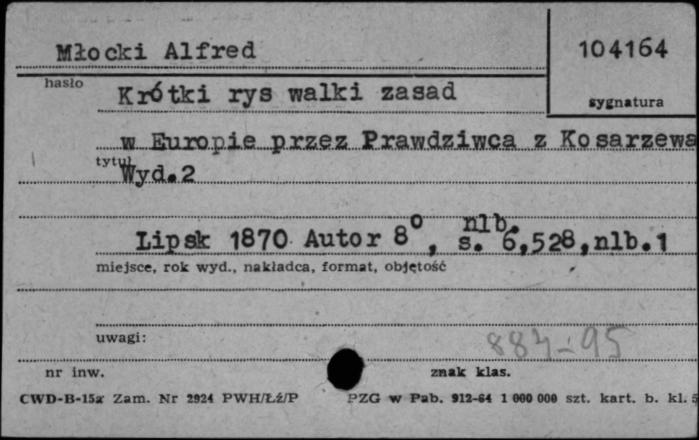 Młocki Alfred
104164
hasło
Krótki rys walki zasad
sygnatura
w Europie przez Prawdziwca z Kosarzewa
tytuł
Wyd.2
Lipsk 1870 Autor 8°, nlb. s. 6,528,nlb.1
miejsce, rok wyd., nakładca, format, objętość
uwagi:
884-95
nr inw.
znak klas.
CWD-B-15a Zam. Nr 2924 PWH/Łź/P
PZG w Pab. 912-64 1 000 000 szt. kart. b. kl. 5